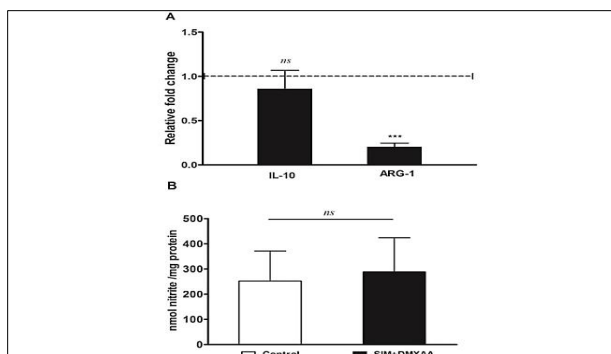 A
Relative fold change
1.5
1.0
0.5
0.0
ns
***
IL-10 ARG-1
B
nmol nitrite /mg protein
500
400
300
200
100
0
ns
Control SIM+DMXAA